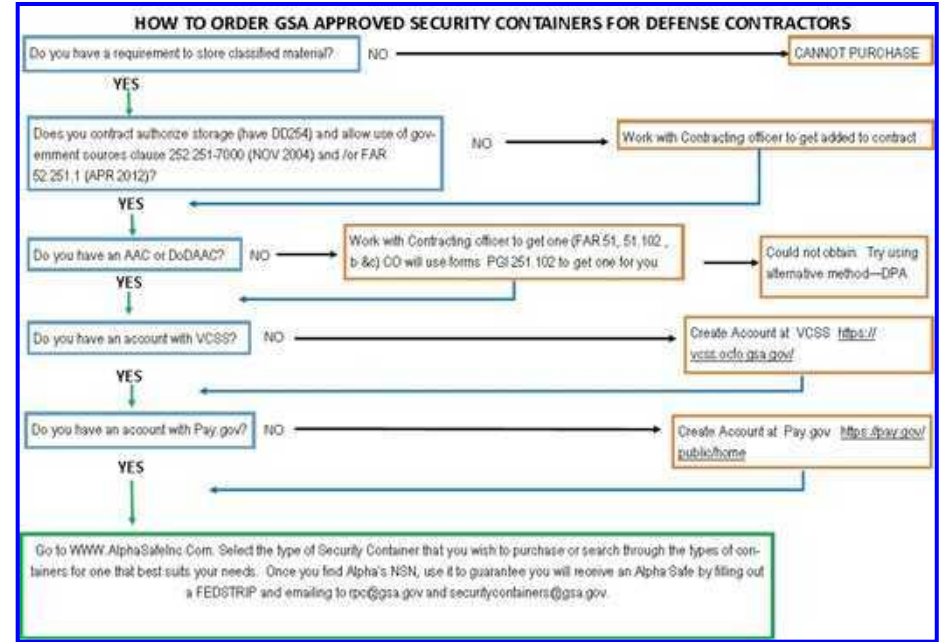 HOW TO ORDER GSA APPROVED SECURITY CONTAINERS FOR DEFENSE CONTRACTORS
Do you have a requirement to store classified material?
NO
CANNOT PURCHASE
YES
Does you contract authorize storage (have DD254) and allow use of gov-
ernment sources clause 252.251-7000 (NOV 2004) and /or FAR
52.251.1 (APR 2012)?
NO
Work with Contracting officer to get added to contract
YES
Do you have an AAC or DoDAAC?
NO
Work with Contracting officer to get one (FAR 51, 51.102 ,
b &c) CO will use forms PGI 251.102 to get one for you
Could not obtain. Try using
alternative method—DPA
YES
Do you have an account with VCSS?
NO
Create Account at VCSS https://
vcss.ocfo.gsa.gov/
YES
Do you have an account with Pay.gov?
NO
Create Account at Pay.gov https://pay.gov/
public/home
YES
Go to WWW.AlphaSafeInc.Com. Select the type of Security Container that you wish to purchase or search through the types of con-
tainers for one that best suits your needs. Once you find Alpha's NSN, use it to guarantee you will receive an Alpha Safe by filling out
a FEDSTRIP and emailing to rpc@gsa.gov and securitycontainers@gsa.gov.